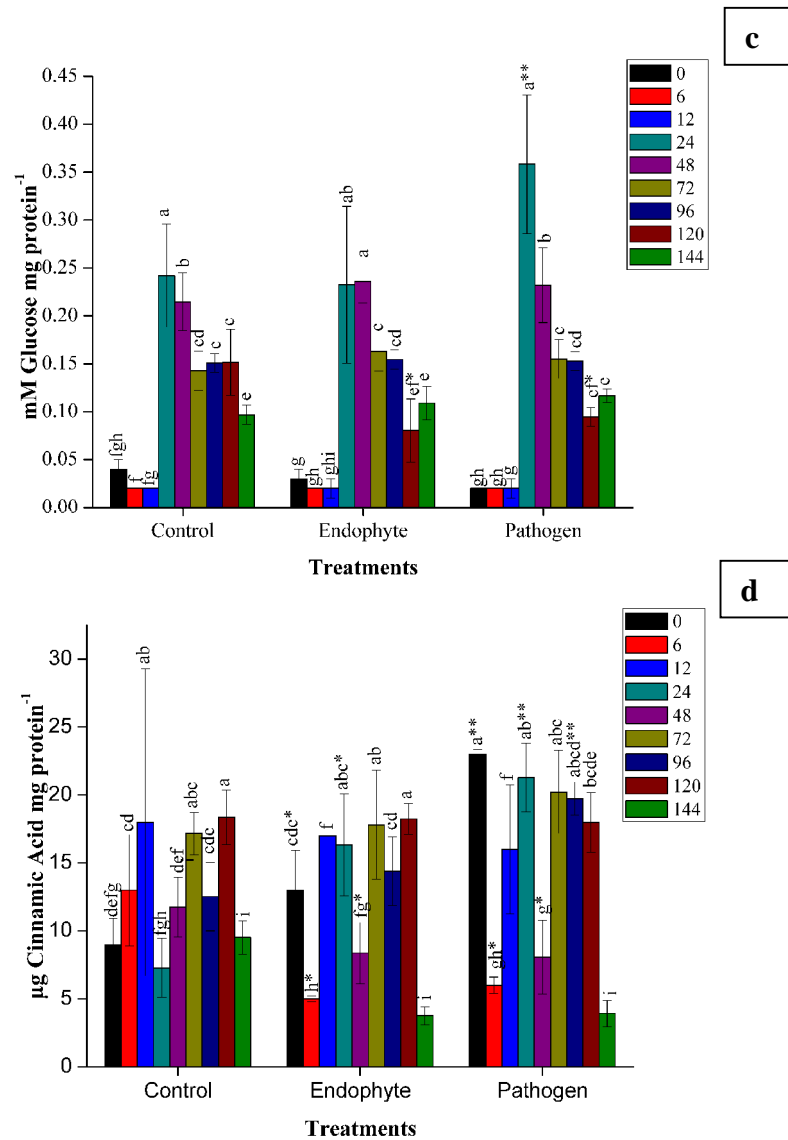 c
0
6
12
24
48
72
96
120
144
0.45
0.40
0.35
0.30
0.25
0.20
0.15
0.10
0.05
0.00
mM Glucose mg protein-1
fgh
f
fg
a
b
cd
c
c
e
g
gh
ghi
ab
a
c
cd
ef*
e
gh
gh
g
a**
b
c
cd
cf*
c
Control
Endophyte
Pathogen
Treatments
d
0
6
12
24
48
72
96
120
144
30
25
20
15
10
5
0
µg Cinnamic Acid mg protein-1
defg
cd
ab
fgh
def
abc
cdc
a
i
cdc*
h*
f
abc*
fg*
ab
cd
a
i
a**
gh*
f
ab**
g*
abc
abcd**
bcde
i
Control
Endophyte
Pathogen
Treatments